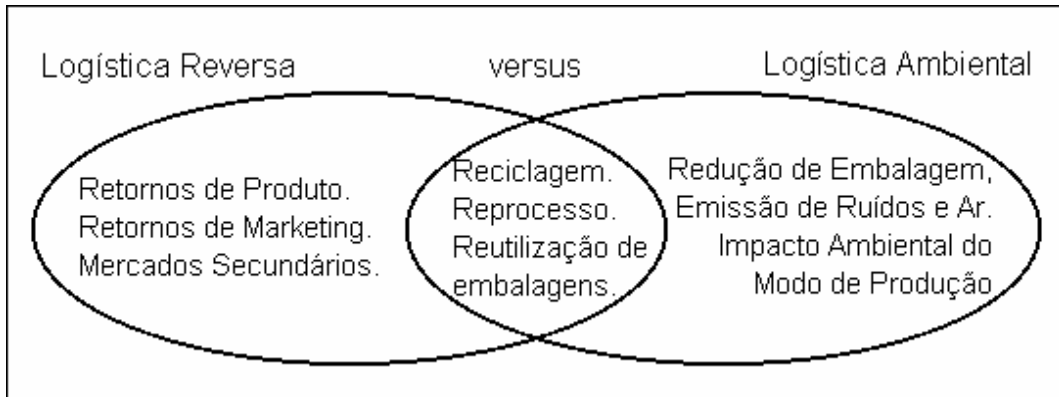 Logística Reversa versus Logística Ambiental
Retornos de Produto.
Retornos de Marketing.
Mercados Secundários.
Reciclagem.
Reprocesso.
Reutilização de
embalagens.
Redução de Embalagem,
Emissão de Ruídos e Ar.
Impacto Ambiental do
Modo de Produção